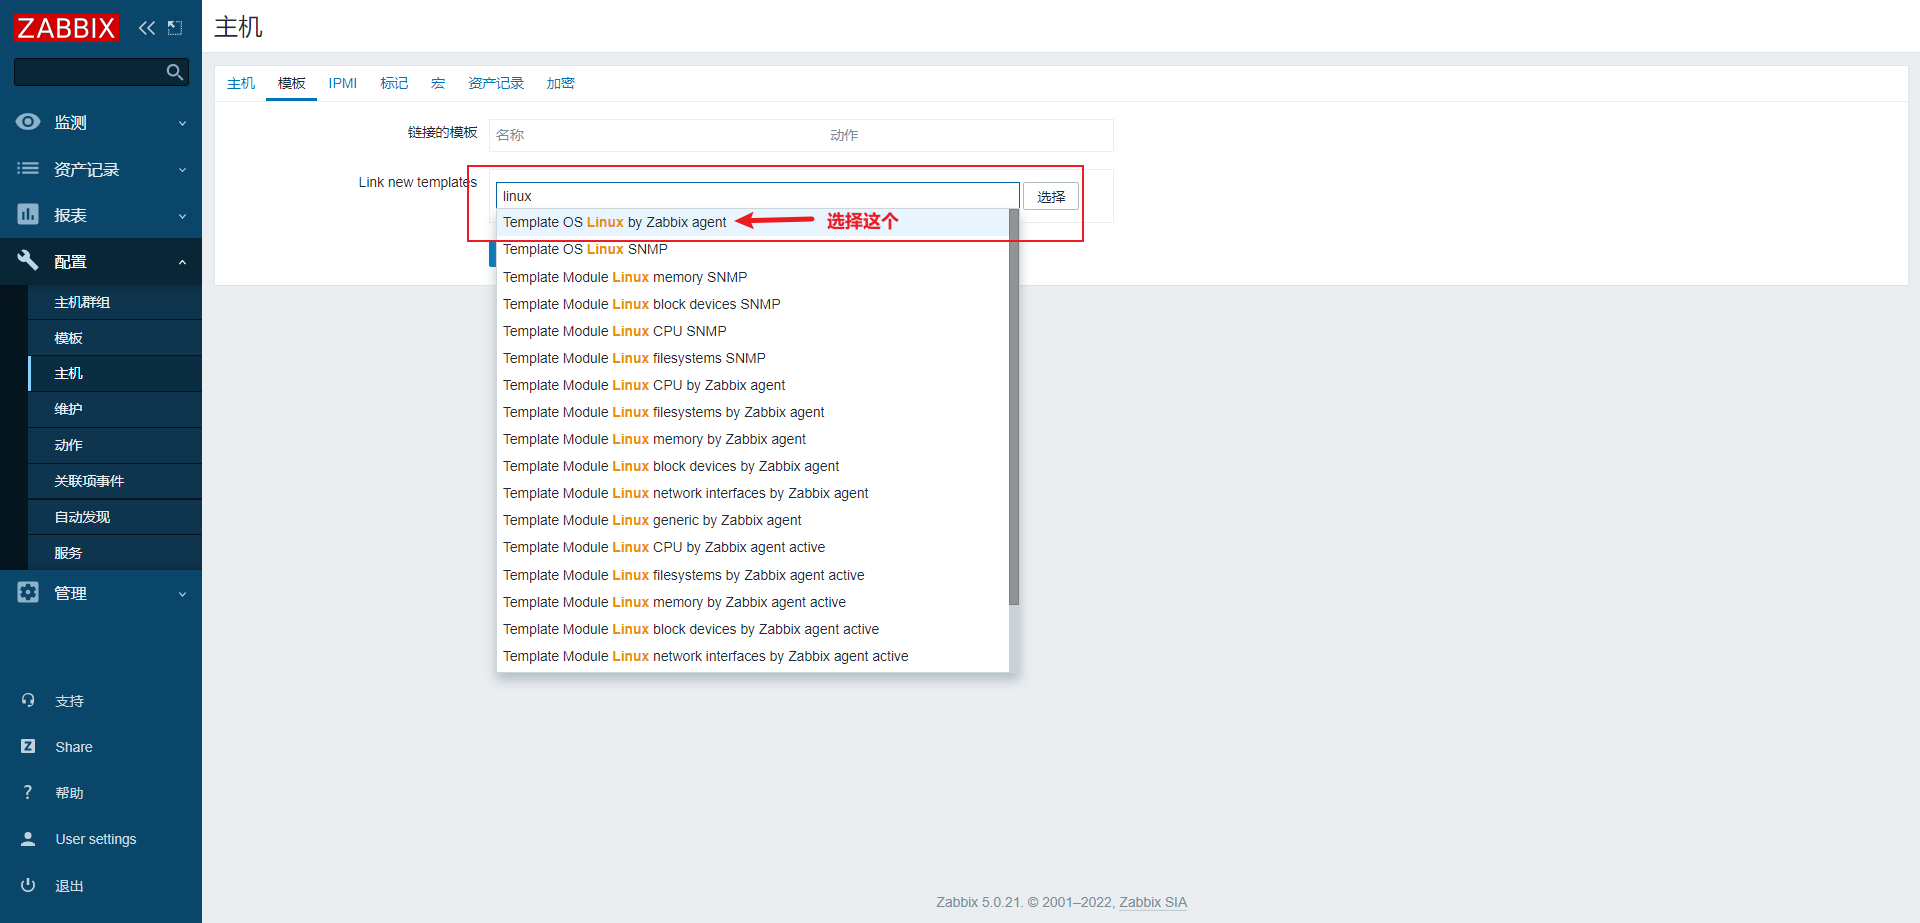 ZABBIX
主机
监测
资产记录
报表
配置
主机群组
模板
主机
维护
动作
关联项事件
自动发现
服务
管理
支持
Share
帮助
User settings
退出
主机 模板 IPMI 标记 宏 资产记录 加密
链接的模板 名称 动作
Link new templates linux 选择
Template OS Linux by Zabbix agent 选择这个
Template OS Linux SNMP
Template Module Linux memory SNMP
Template Module Linux block devices SNMP
Template Module Linux CPU SNMP
Template Module Linux filesystems SNMP
Template Module Linux CPU by Zabbix agent
Template Module Linux filesystems by Zabbix agent
Template Module Linux memory by Zabbix agent
Template Module Linux block devices by Zabbix agent
Template Module Linux network interfaces by Zabbix agent
Template Module Linux generic by Zabbix agent
Template Module Linux CPU by Zabbix agent active
Template Module Linux filesystems by Zabbix agent active
Template Module Linux memory by Zabbix agent active
Template Module Linux block devices by Zabbix agent active
Template Module Linux network interfaces by Zabbix agent active
Zabbix 5.0.21. © 2001–2022, Zabbix SIA